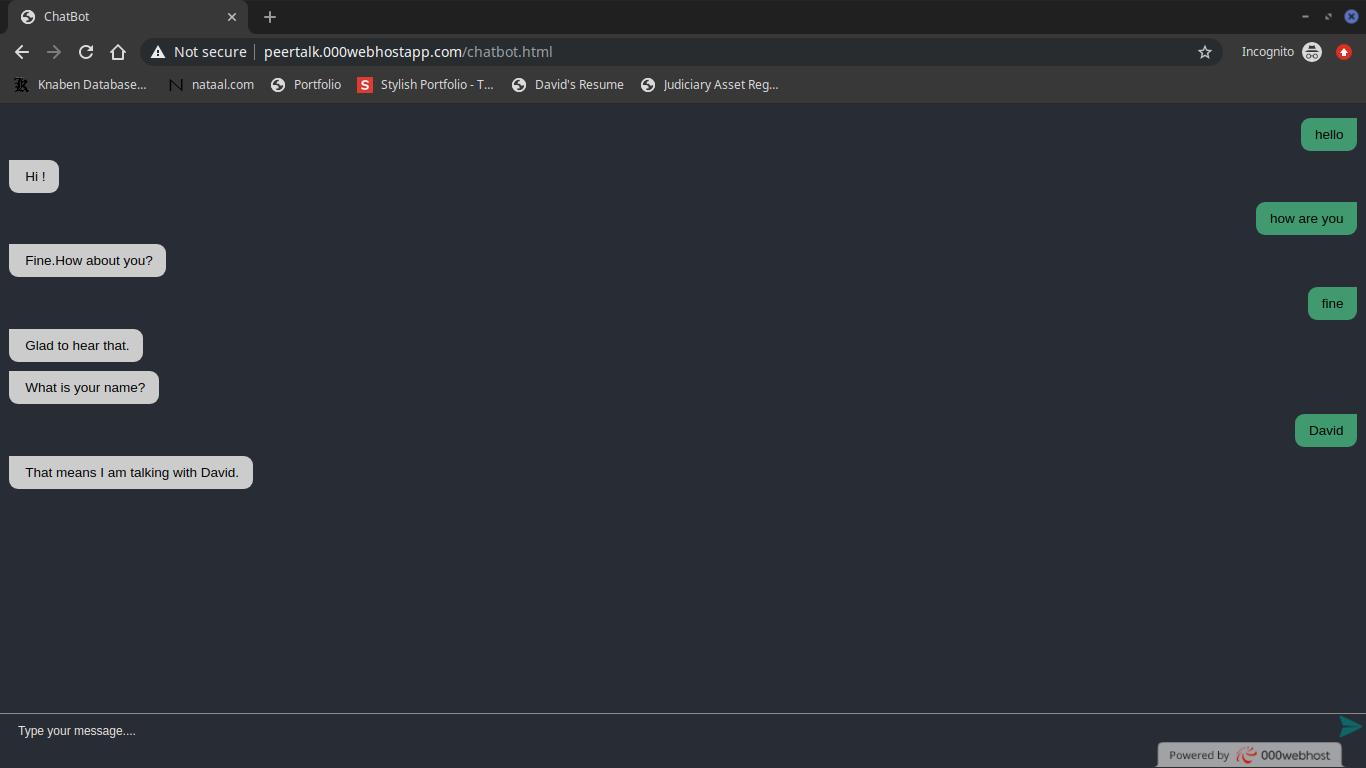 ChatBot
Not secure peertalk.000webhostapp.com/chatbot.html Incognito
Knaben Database... nataal.com Portfolio S Stylish Portfolio - T... David's Resume Judiciary Asset Reg...
hello
Hi !
how are you
Fine.How about you?
fine
Glad to hear that.
What is your name?
David
That means I am talking with David.
Type your message....
Powered by 000webhost